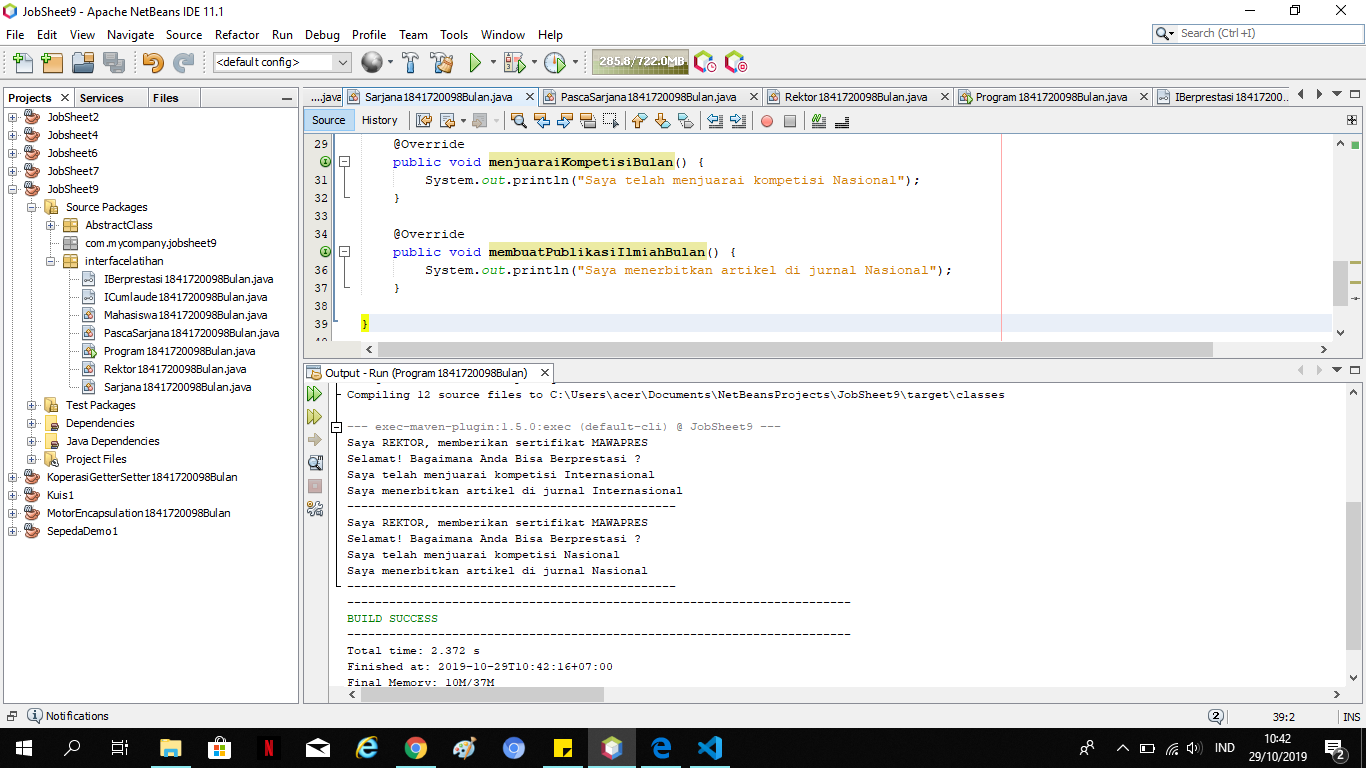 JobSheet9 - Apache NetBeans IDE 11.1
File Edit View Navigate Source Refactor Run Debug Profile Team Tools Window Help
Search (Ctrl+I)
<default config>
285.8/722.0MB
Projects Services Files
JobSheet2
Jobsheet4
Jobsheet6
JobSheet7
JobSheet9
Source Packages
AbstractClass
com.mycompany.jobsheet9
interfacelatihan
IBerprestasi1841720098Bulan.java
ICumlaude1841720098Bulan.java
Mahasiswa1841720098Bulan.java
PascaSarjana1841720098Bulan.java
Program1841720098Bulan.java
Rektor1841720098Bulan.java
Sarjana1841720098Bulan.java
Test Packages
Dependencies
Java Dependencies
Project Files
KoperasiGetterSetter1841720098Bulan
Kuis1
MotorEncapsulation1841720098Bulan
SepedaDemo1
....java Sarjana1841720098Bulan.java PascaSarjana1841720098Bulan.java Rektor1841720098Bulan.java Program1841720098Bulan.java IBerprestasi18417200...
Source History
29 @Override
public void menjuaraiKompetisiBulan() {
31 System.out.println("Saya telah menjuarai kompetisi Nasional");
32 }
33
34 @Override
public void membuatPublikasiIlmiahBulan() {
36 System.out.println("Saya menerbitkan artikel di jurnal Nasional");
37 }
38
39 }
Output - Run (Program1841720098Bulan)
Compiling 12 source files to C:\Users\acer\Documents\NetBeansProjects\JobSheet9\target\classes
--- exec-maven-plugin:1.5.0:exec (default-cli) @ JobSheet9 ---
Saya REKTOR, memberikan sertifikat MAWAPRES
Selamat! Bagaimana Anda Bisa Berprestasi ?
Saya telah menjuarai kompetisi Internasional
Saya menerbitkan artikel di jurnal Internasional
-----------------------------------------------
Saya REKTOR, memberikan sertifikat MAWAPRES
Selamat! Bagaimana Anda Bisa Berprestasi ?
Saya telah menjuarai kompetisi Nasional
Saya menerbitkan artikel di jurnal Nasional
-----------------------------------------------
------------------------------------------------------------------------
BUILD SUCCESS
------------------------------------------------------------------------
Total time: 2.372 s
Finished at: 2019-10-29T10:42:16+07:00
Final Memory: 10M/37M
Notifications
2
39:2
INS
IND
10:42
29/10/2019
2